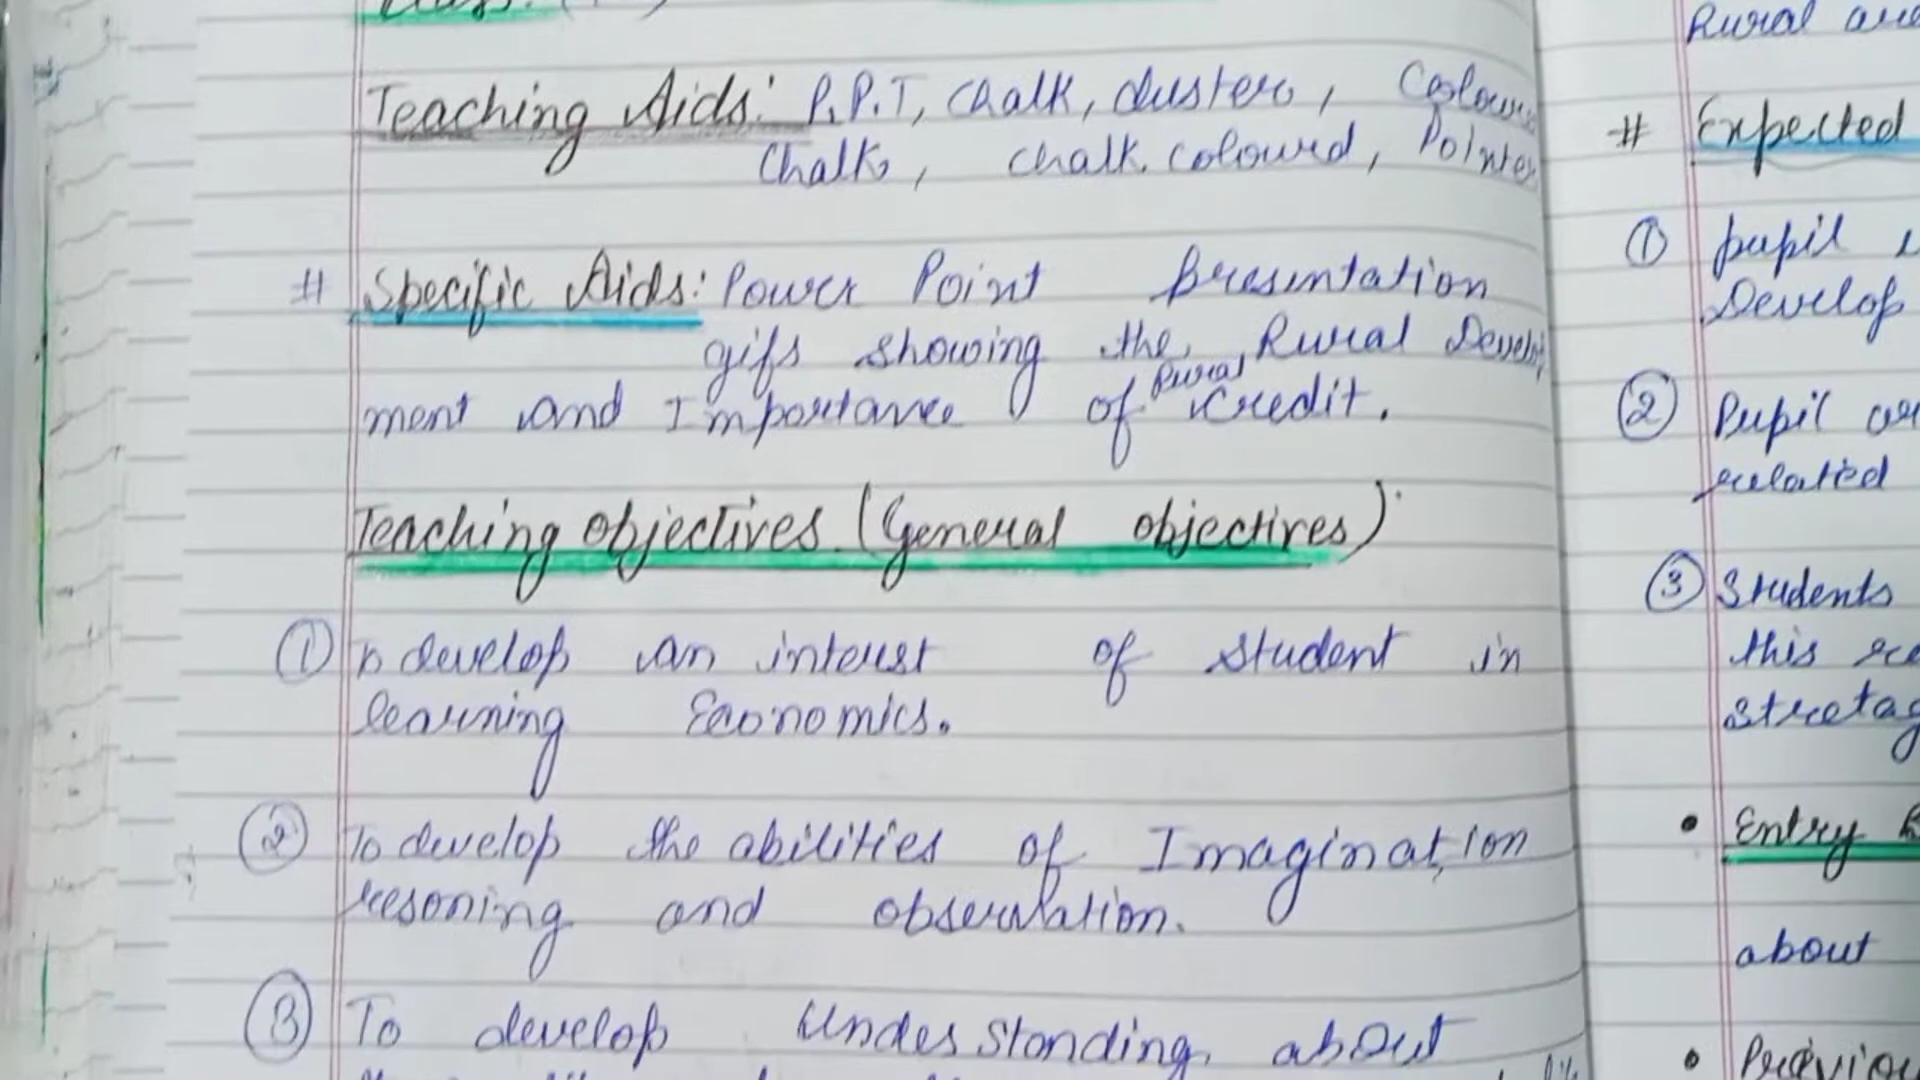 Teaching Aids: P.P.T, Chalk, dusters, Colour
Chalks, chalk coloured, Pointer
# Specific Aids: Power Point Presentation
gifs showing the Rural Develop
ment and Importance of Rural Credit.
Teaching objectives (General objectives):
① To develop an interest of student in
learning Economics.
② To develop the abilities of Imagination,
resoning and observation.
③ To develop Understanding about
Rural
# Expected
① pupil
Develop
② Pupil
related
③ Students
this
• Entry
about
•